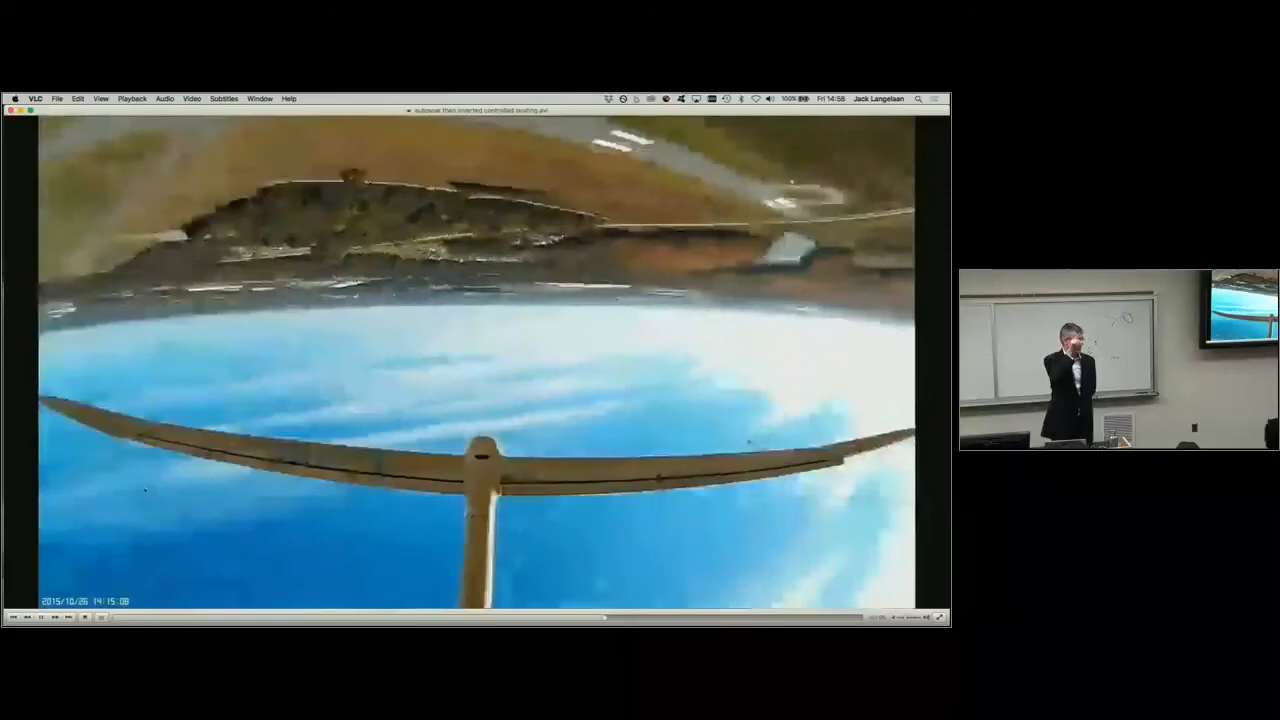 VLC File Edit View Playback Audio Video Subtitles Window Help 100% Fri 14:58 Jack Langelaan
autosoar then inverted controlled landing.avi
2015/10/26 14:15:08